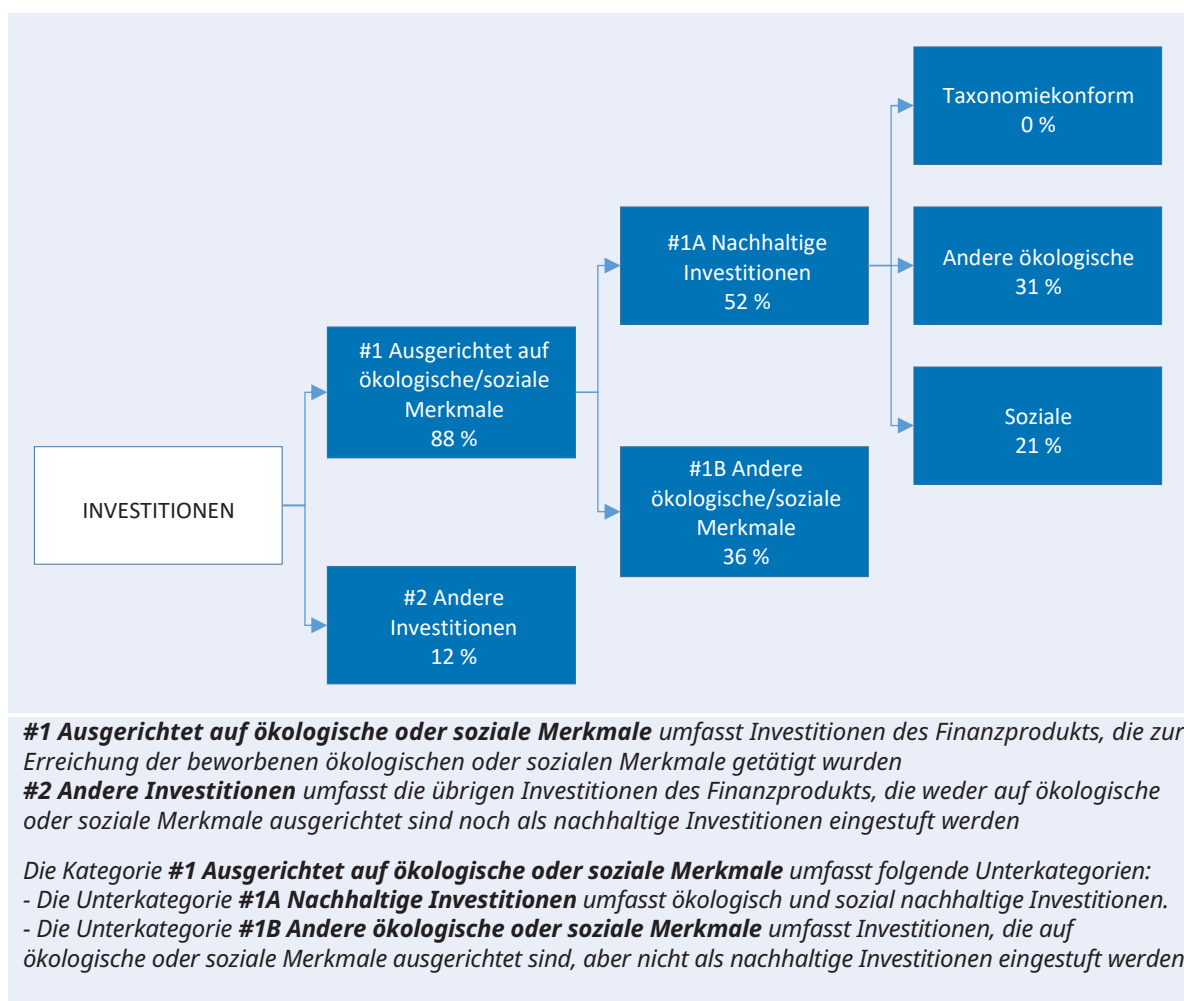 Taxonomiekonform
0 %
#1A Nachhaltige
Investitionen
52 %
Andere ökologische
31 %
#1 Ausgerichtet auf
ökologische/soziale
Merkmale
88 %
Soziale
21 %
#1B Andere
ökologische/soziale
Merkmale
36 %
INVESTITIONEN
#2 Andere
Investitionen
12 %
#1 Ausgerichtet auf ökologische oder soziale Merkmale umfasst Investitionen des Finanzprodukts, die zur
Erreichung der beworbenen ökologischen oder sozialen Merkmale getätigt wurden
#2 Andere Investitionen umfasst die übrigen Investitionen des Finanzprodukts, die weder auf ökologische
oder soziale Merkmale ausgerichtet sind noch als nachhaltige Investitionen eingestuft werden
Die Kategorie #1 Ausgerichtet auf ökologische oder soziale Merkmale umfasst folgende Unterkategorien:
- Die Unterkategorie #1A Nachhaltige Investitionen umfasst ökologisch und sozial nachhaltige Investitionen.
- Die Unterkategorie #1B Andere ökologische oder soziale Merkmale umfasst Investitionen, die auf
ökologische oder soziale Merkmale ausgerichtet sind, aber nicht als nachhaltige Investitionen eingestuft werden